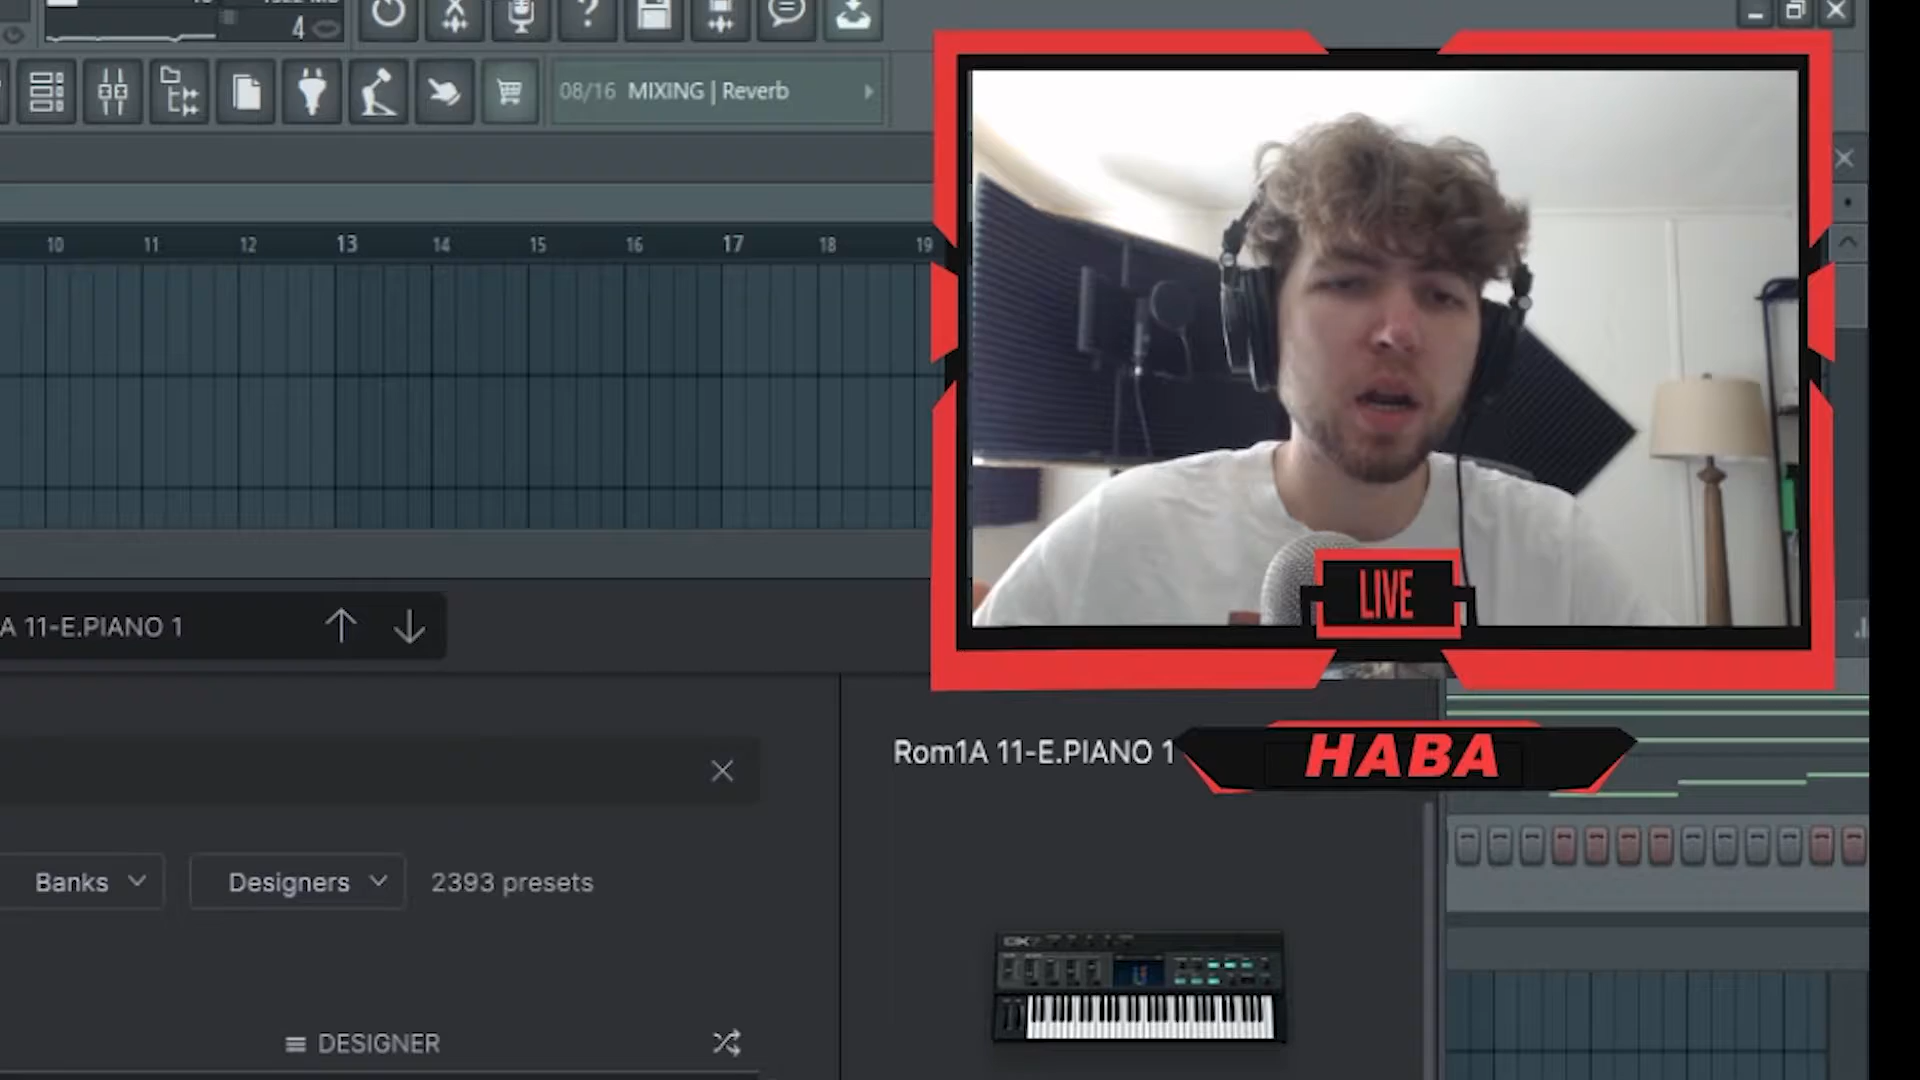 4
08/16 MIXING | Reverb
10 11 12 13 14 15 16 17 18 19
A 11-E.PIANO 1
LIVE
Rom1A 11-E.PIANO 1
HABA
Banks Designers 2393 presets
DESIGNER